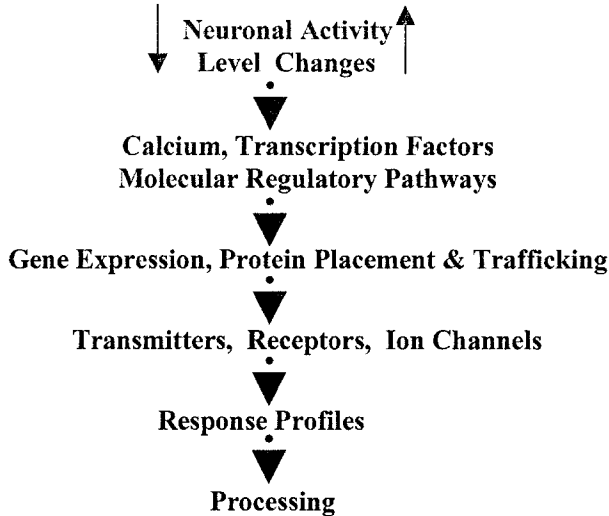 Neuronal Activity
Level Changes
Calcium, Transcription Factors
Molecular Regulatory Pathways
Gene Expression, Protein Placement & Trafficking
Transmitters, Receptors, Ion Channels
Response Profiles
Processing